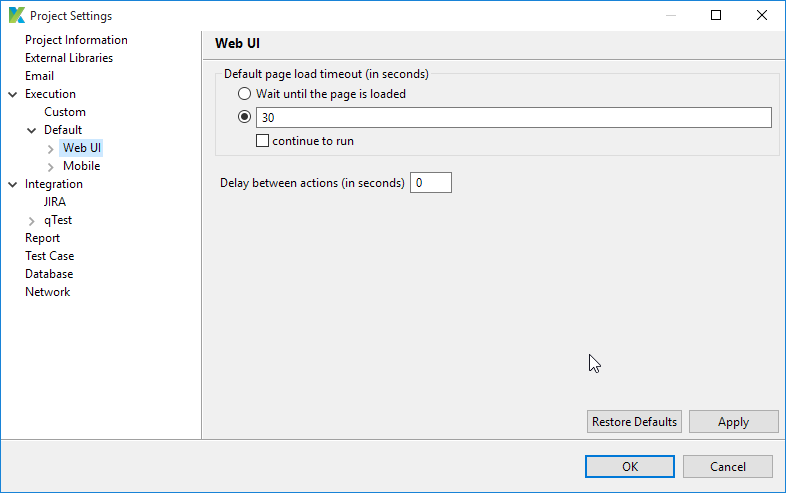 Project Settings
Project Information
External Libraries
Email
Execution
Custom
Default
Web UI
Mobile
Integration
JIRA
qTest
Report
Test Case
Database
Network
Web UI
Default page load timeout (in seconds)
Wait until the page is loaded
30
continue to run
Delay between actions (in seconds) 0
Restore Defaults Apply
OK Cancel